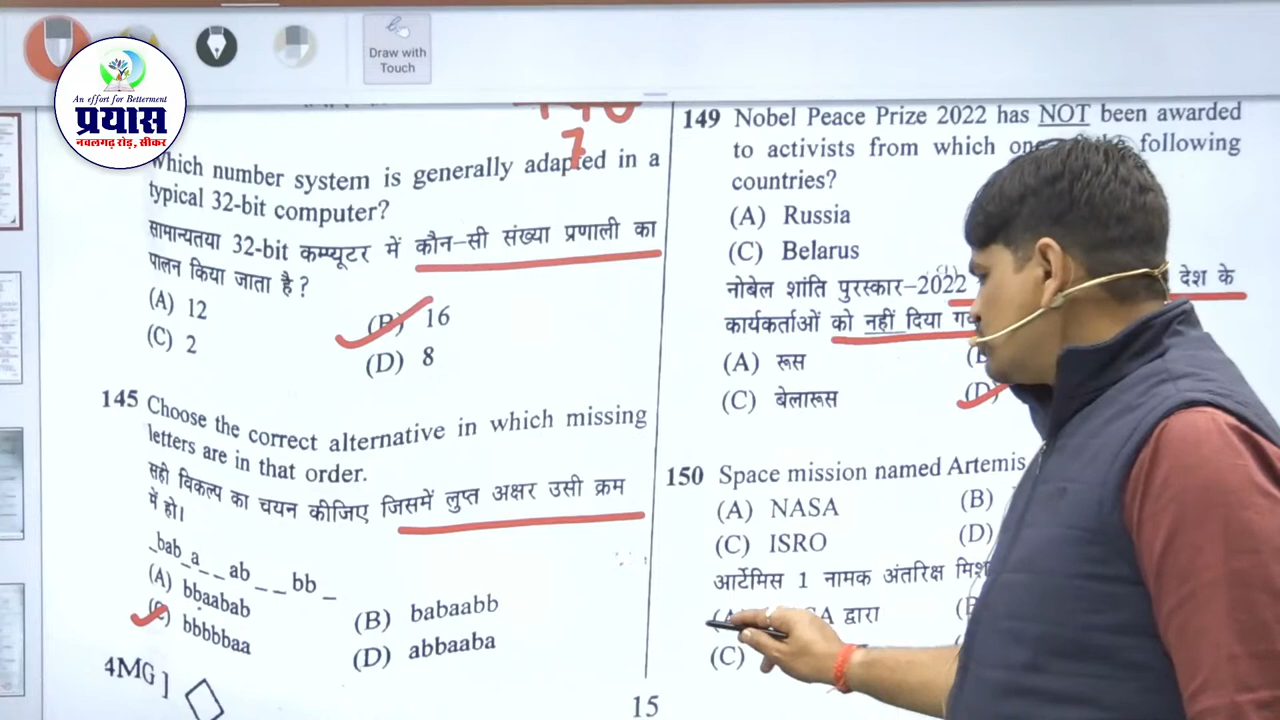 Draw with
Touch
An effort for Betterment
प्रयास
नवलगढ़ रोड़, सीकर
7
Which number system is generally adapted in a
typical 32-bit computer?
सामान्यतया 32-bit कम्प्यूटर में कौन-सी संख्या प्रणाली का
पालन किया जाता है ?
(A) 12
(B) 16
(C) 2
(D) 8
145 Choose the correct alternative in which missing
letters are in that order.
सही विकल्प का चयन कीजिए जिसमें लुप्त अक्षर उसी क्रम
में हो।
_bab_a_ _ab_ _bb_
(A) bbaabab
(B) babaabb
(C) bbbbbaa
(D) abbaaba
4MG ]
15
149 Nobel Peace Prize 2022 has NOT been awarded
to activists from which one of the following
countries?
(A) Russia
(C) Belarus
नोबेल शांति पुरस्कार-2022 देश के
कार्यकर्ताओं को नहीं दिया
(A) रूस
(C) बेलारूस
(D)
150 Space mission named Artemis
(A) NASA
(B)
(C) ISRO
(D)
आर्टेमिस 1 नामक अंतरिक्ष
द्वारा
(C)